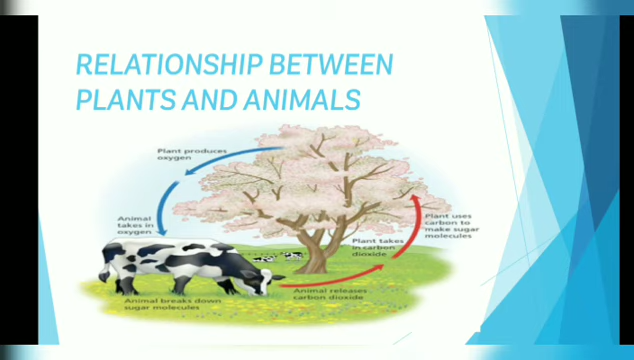 RELATIONSHIP BETWEEN
PLANTS AND ANIMALS
Plant produces
oxygen
Animal
takes in
oxygen
Plant uses
carbon to
make sugar
molecules
Plant takes
in carbon
dioxide
Animal releases
carbon dioxide
Animal breaks down
sugar molecules